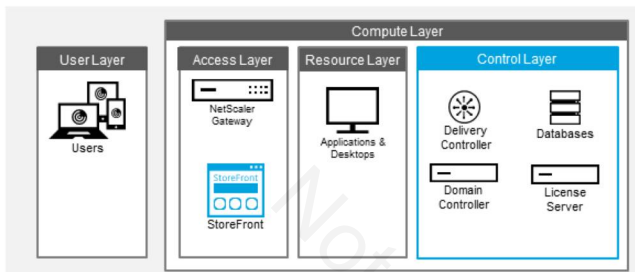 Compute Layer
User Layer
Users
Access Layer
NetScaler
Gateway
StoreFront
StoreFront
Resource Layer
Applications &
Desktops
Control Layer
Delivery
Controller
Databases
Domain
Controller
License
Server
Not